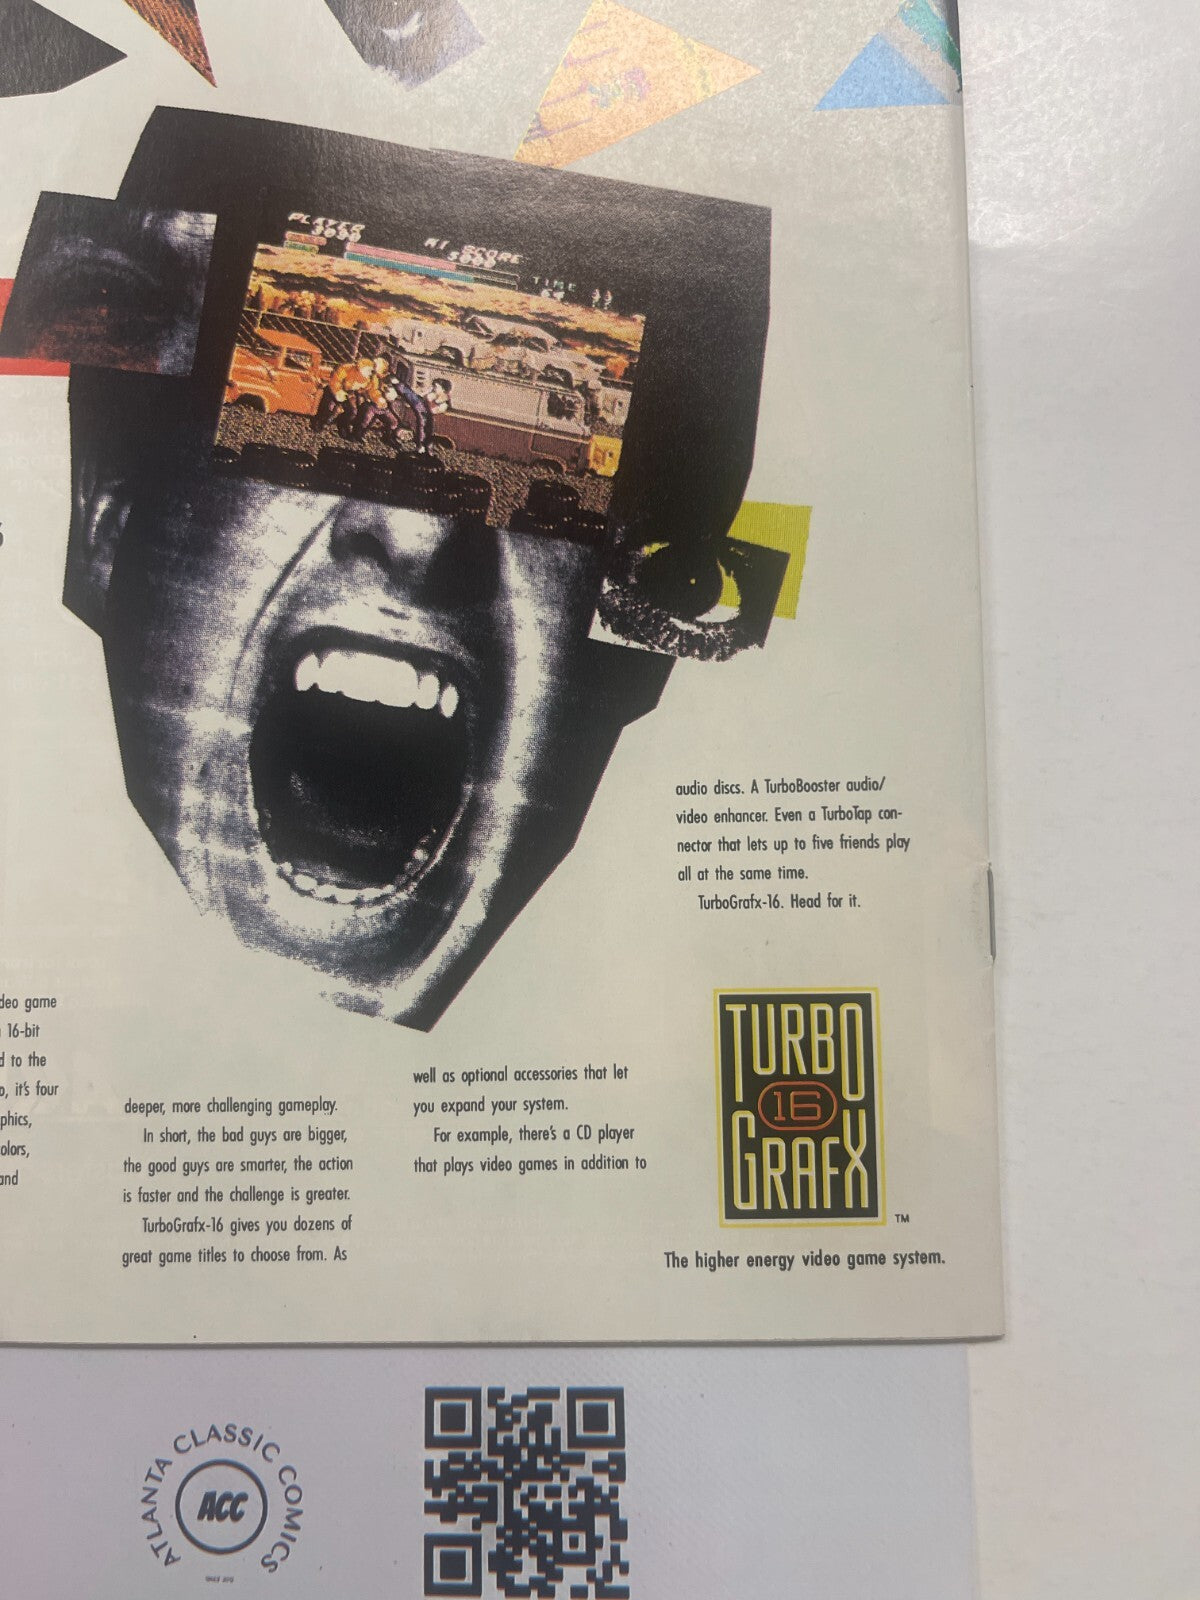 PLAYER
HI SCORE
TIME
deo game
16-bit
d to the
o, it's four
phics,
olors,
and
deeper, more challenging gameplay.
In short, the bad guys are bigger,
the good guys are smarter, the action
is faster and the challenge is greater.
TurboGrafx-16 gives you dozens of
great game titles to choose from. As
well as optional accessories that let
you expand your system.
For example, there's a CD player
that plays video games in addition to
audio discs. A TurboBooster audio/
video enhancer. Even a TurboTap con-
nector that lets up to five friends play
all at the same time.
TurboGrafx-16. Head for it.
TURBO
16
GRAFX
TM
The higher energy video game system.
ATLANTA CLASSIC COMICS
ACC